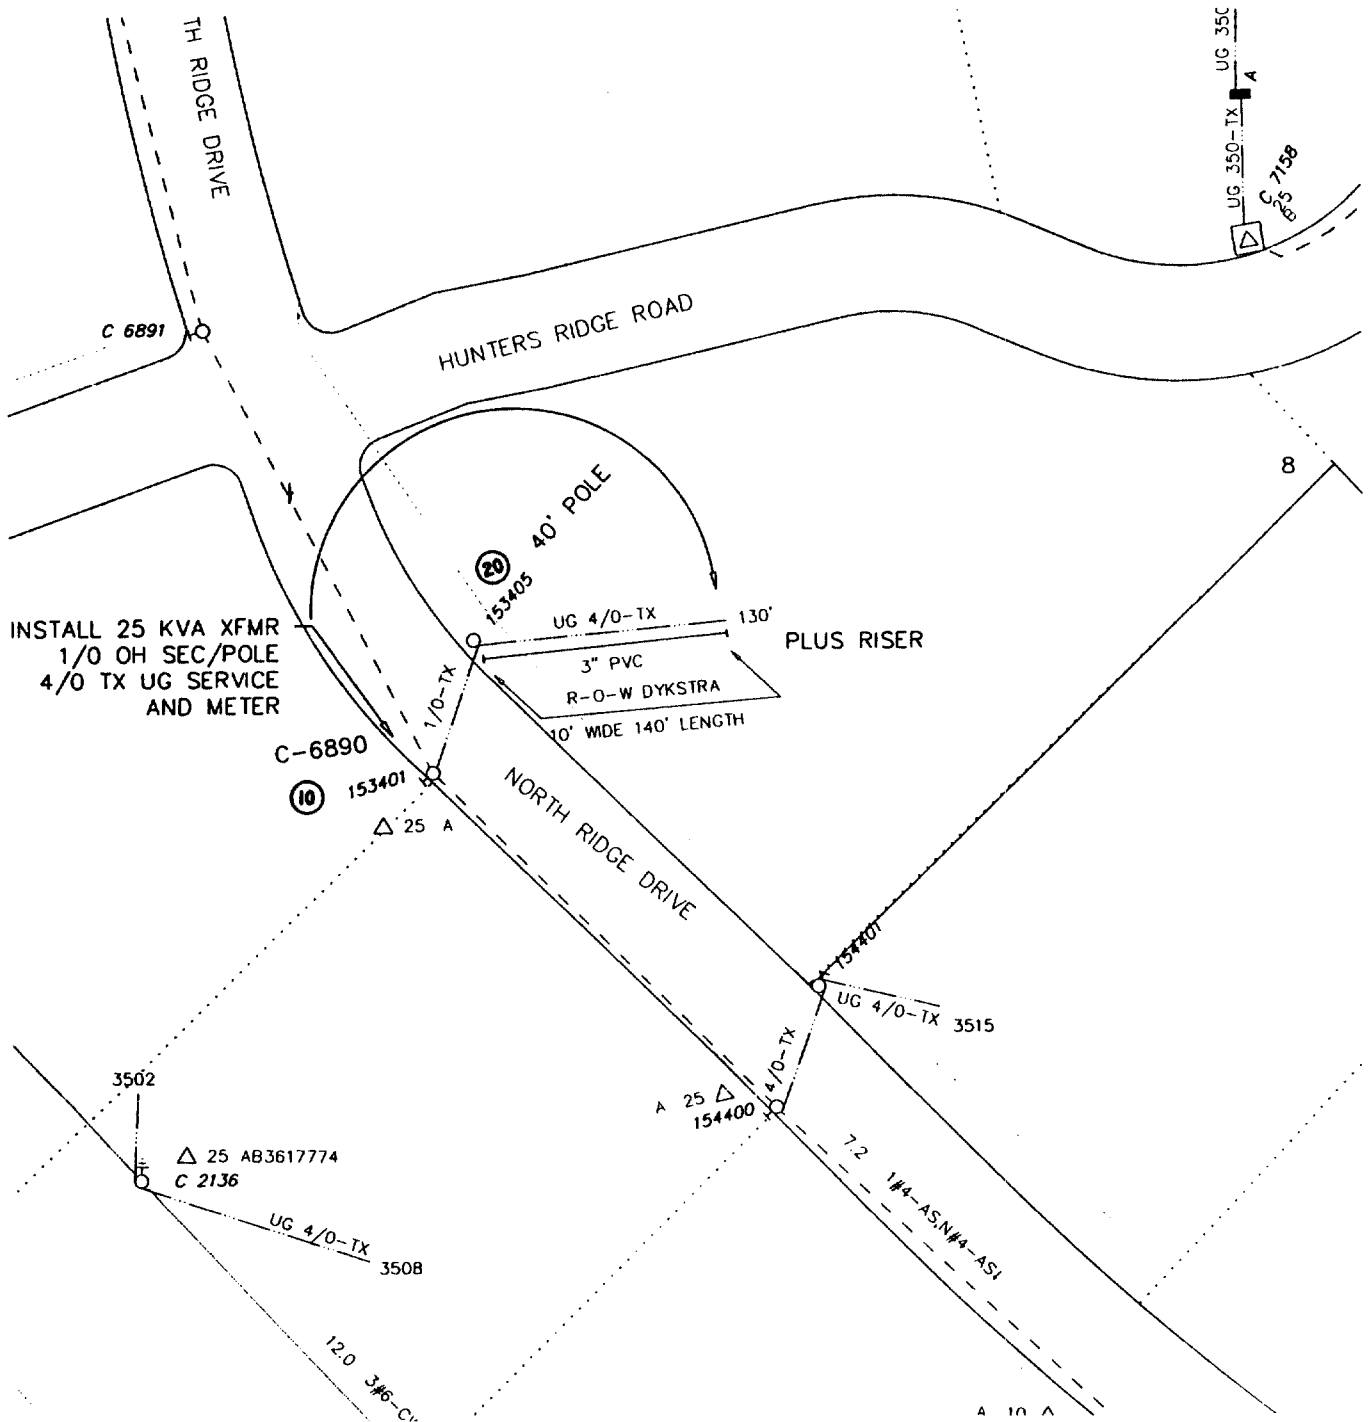 TH RIDGE DRIVE
UG 350
A
UG 350-TX
C 7158
25
C 6891
HUNTERS RIDGE ROAD
8
40' POLE
20
153405
UG 4/0-TX
130'
PLUS RISER
INSTALL 25 KVA XFMR
1/0 OH SEC/POLE
4/0 TX UG SERVICE
AND METER
3" PVC
R-O-W DYKSTRA
10' WIDE 140' LENGTH
1/0-TX
C-6890
10
153401
△ 25 A
NORTH RIDGE DRIVE
154401
UG 4/0-TX
3515
4/0-TX
A 25 △
154400
3502
△ 25 AB3617774
C 2136
UG 4/0-TX
3508
7.2 1#4-AS,N#4-AS1
12.0 3#6-
A 10 △